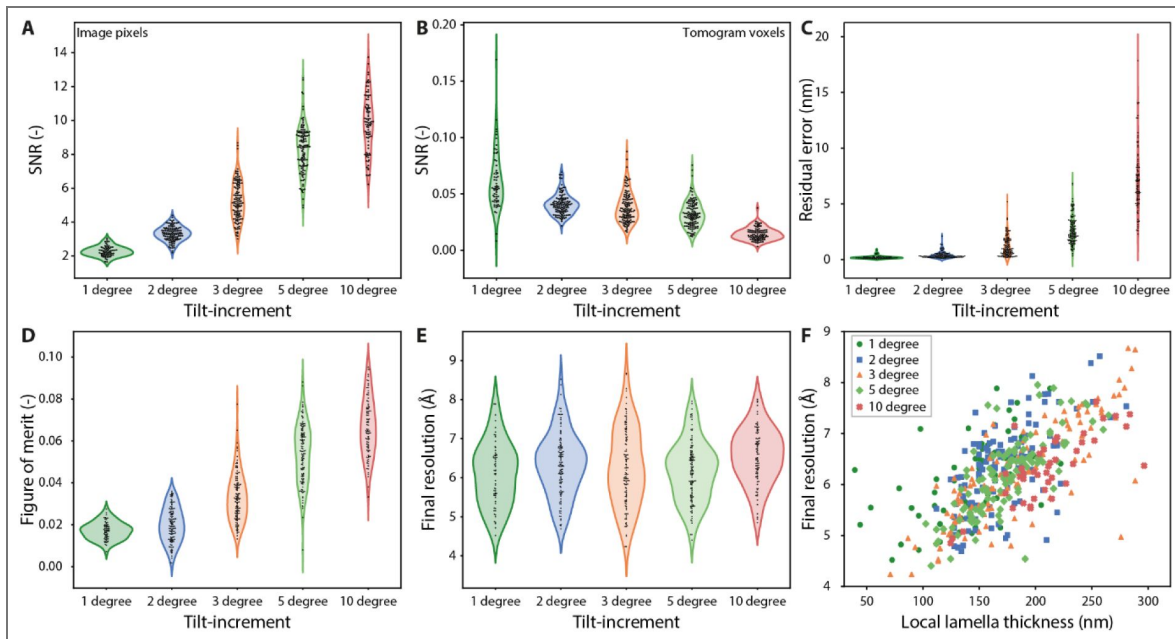 A
Image pixels
SNR (-)
14
12
10
8
6
4
2
1 degree 2 degree 3 degree 5 degree 10 degree
Tilt-increment
B
Tomogram voxels
SNR (-)
0.20
0.15
0.10
0.05
0.00
1 degree 2 degree 3 degree 5 degree 10 degree
Tilt-increment
C
Residual error (nm)
20
15
10
5
0
1 degree 2 degree 3 degree 5 degree 10 degree
Tilt-increment
D
Figure of merit (-)
0.10
0.08
0.06
0.04
0.02
0.00
1 degree 2 degree 3 degree 5 degree 10 degree
Tilt-increment
E
Final resolution (Å)
9
8
7
6
5
4
1 degree 2 degree 3 degree 5 degree 10 degree
Tilt-increment
F
1 degree
2 degree
3 degree
5 degree
10 degree
Final resolution (Å)
9
8
7
6
5
4
50 100 150 200 250 300
Local lamella thickness (nm)